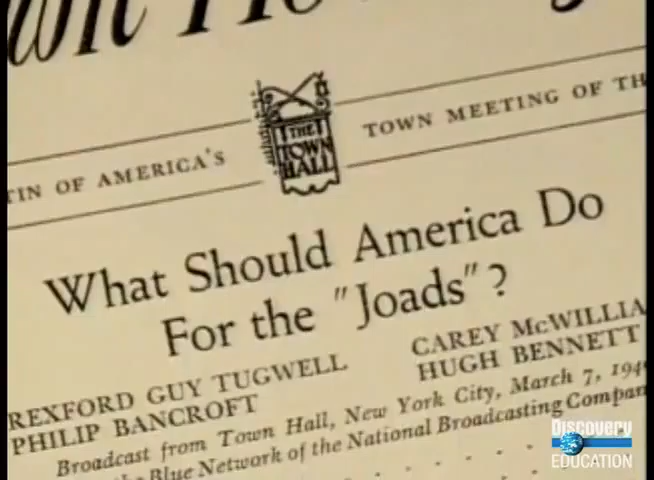 TIN OF AMERICA'S
THE
TOWN
HALL
TOWN MEETING OF TH
What Should America Do
For the "Joads"?
REXFORD GUY TUGWELL
PHILIP BANCROFT
CAREY McWILLIA
HUGH BENNETT
Broadcast from Town Hall, New York City, March 7, 194
the Blue Network of the National Broadcasting Compan
Discovery
EDUCATION